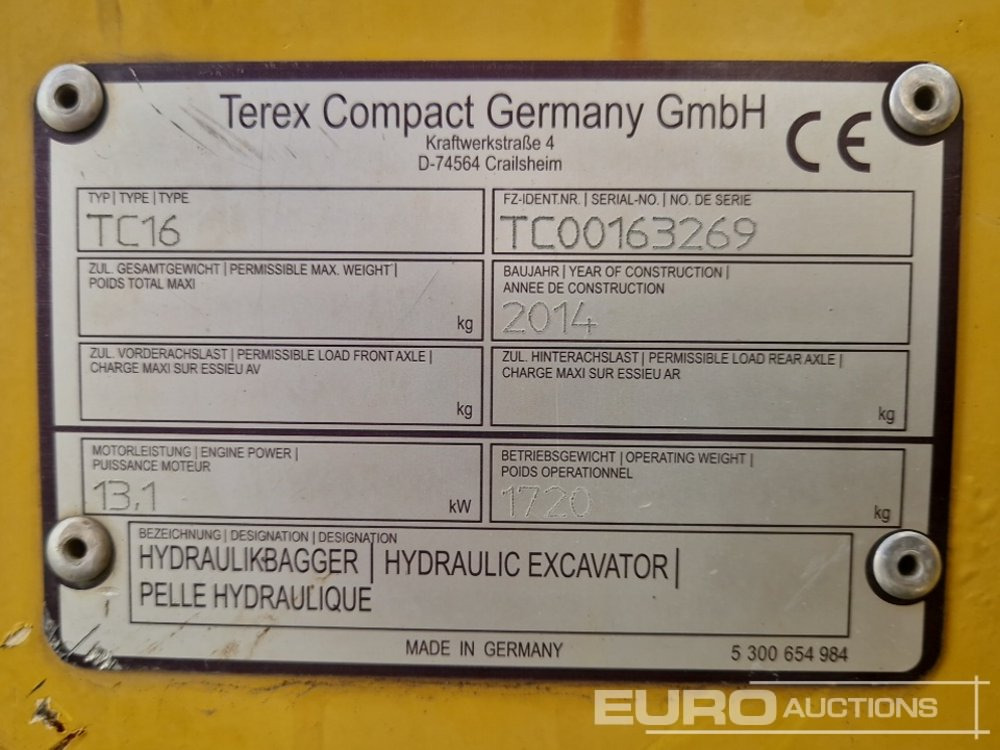 Terex Compact Germany GmbH
Kraftwerkstraße 4
D-74564 Crailsheim
CE
TYP | TYPE | TYPE
TC16
FZ-IDENT.NR. | SERIAL-NO. | NO. DE SERIE
TC00163269
ZUL. GESAMTGEWICHT | PERMISSIBLE MAX. WEIGHT |
POIDS TOTAL MAXI
kg
BAUJAHR | YEAR OF CONSTRUCTION |
ANNEE DE CONSTRUCTION
2014
ZUL. VORDERACHSLAST | PERMISSIBLE LOAD FRONT AXLE |
CHARGE MAXI SUR ESSIEU AV
kg
ZUL. HINTERACHSLAST | PERMISSIBLE LOAD REAR AXLE |
CHARGE MAXI SUR ESSIEU AR
kg
MOTORLEISTUNG | ENGINE POWER |
PUISSANCE MOTEUR
13,1
kW
BETRIEBSGEWICHT | OPERATING WEIGHT |
POIDS OPERATIONNEL
1720
kg
BEZEICHNUNG | DESIGNATION | DESIGNATION
HYDRAULIKBAGGER | HYDRAULIC EXCAVATOR |
PELLE HYDRAULIQUE
MADE IN GERMANY
5 300 654 984
EURO AUCTIONS